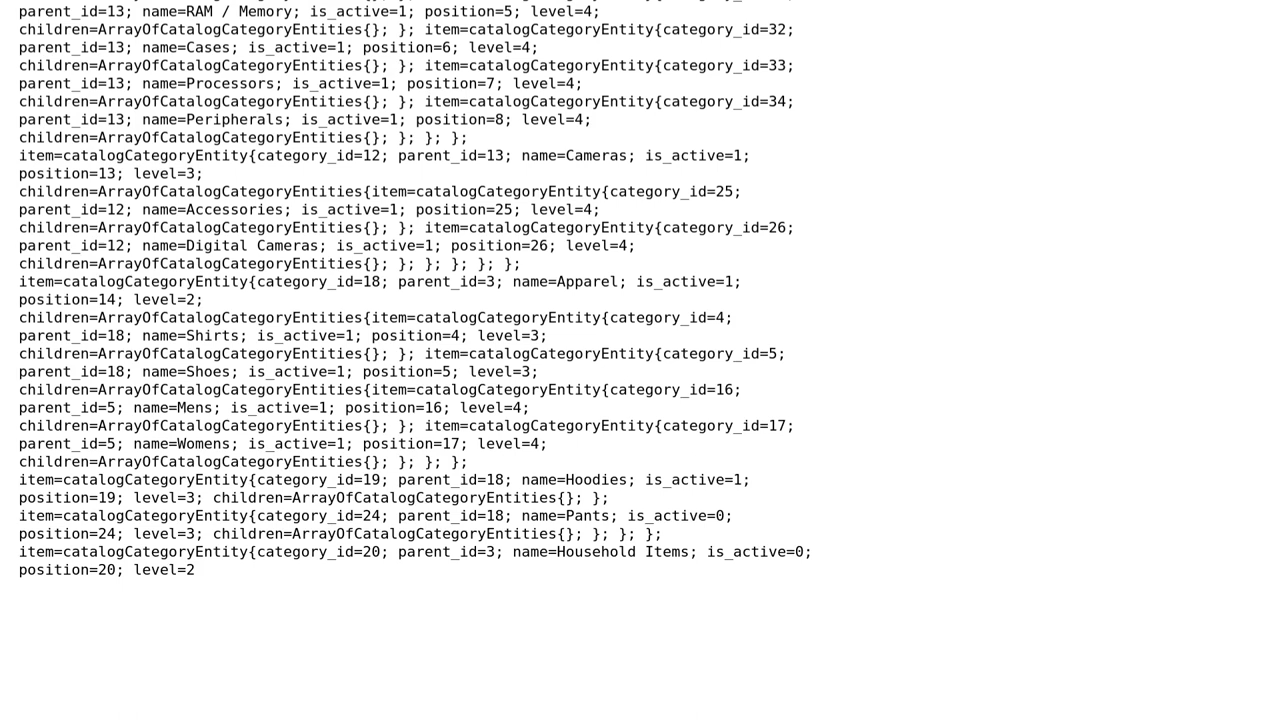 parent_id=13; name=RAM / Memory; is_active=1; position=5; level=4;
children=ArrayOfCatalogCategoryEntities{}; }; item=catalogCategoryEntity{category_id=32;
parent_id=13; name=Cases; is_active=1; position=6; level=4;
children=ArrayOfCatalogCategoryEntities{}; }; item=catalogCategoryEntity{category_id=33;
parent_id=13; name=Processors; is_active=1; position=7; level=4;
children=ArrayOfCatalogCategoryEntities{}; }; item=catalogCategoryEntity{category_id=34;
parent_id=13; name=Peripherals; is_active=1; position=8; level=4;
children=ArrayOfCatalogCategoryEntities{}; }; }; };
item=catalogCategoryEntity{category_id=12; parent_id=13; name=Cameras; is_active=1;
position=13; level=3;
children=ArrayOfCatalogCategoryEntities{item=catalogCategoryEntity{category_id=25;
parent_id=12; name=Accessories; is_active=1; position=25; level=4;
children=ArrayOfCatalogCategoryEntities{}; }; item=catalogCategoryEntity{category_id=26;
parent_id=12; name=Digital Cameras; is_active=1; position=26; level=4;
children=ArrayOfCatalogCategoryEntities{}; }; }; }; }; };
item=catalogCategoryEntity{category_id=18; parent_id=3; name=Apparel; is_active=1;
position=14; level=2;
children=ArrayOfCatalogCategoryEntities{item=catalogCategoryEntity{category_id=4;
parent_id=18; name=Shirts; is_active=1; position=4; level=3;
children=ArrayOfCatalogCategoryEntities{}; }; item=catalogCategoryEntity{category_id=5;
parent_id=18; name=Shoes; is_active=1; position=5; level=3;
children=ArrayOfCatalogCategoryEntities{item=catalogCategoryEntity{category_id=16;
parent_id=5; name=Mens; is_active=1; position=16; level=4;
children=ArrayOfCatalogCategoryEntities{}; }; item=catalogCategoryEntity{category_id=17;
parent_id=5; name=Womens; is_active=1; position=17; level=4;
children=ArrayOfCatalogCategoryEntities{}; }; }; };
item=catalogCategoryEntity{category_id=19; parent_id=18; name=Hoodies; is_active=1;
position=19; level=3; children=ArrayOfCatalogCategoryEntities{}; };
item=catalogCategoryEntity{category_id=24; parent_id=18; name=Pants; is_active=0;
position=24; level=3; children=ArrayOfCatalogCategoryEntities{}; }; }; };
item=catalogCategoryEntity{category_id=20; parent_id=3; name=Household Items; is_active=0;
position=20; level=2